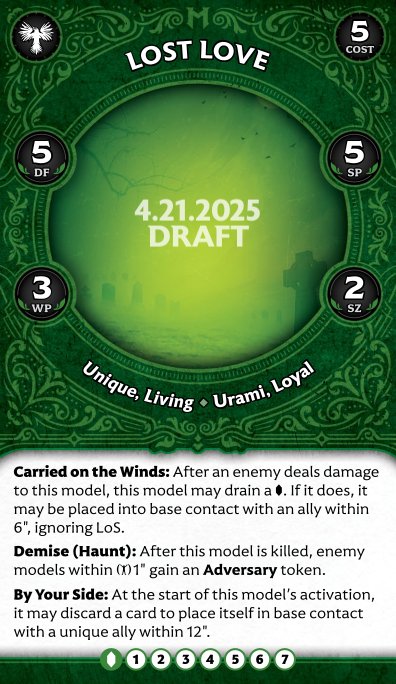 M
LOST LOVE
5
COST
5
DF
5
SP
4.21.2025
DRAFT
3
WP
2
SZ
Unique, Living ◆ Urami, Loyal
Carried on the Winds: After an enemy deals damage
to this model, this model may drain a . If it does, it
may be placed into base contact with an ally within
6", ignoring LoS.
Demise (Haunt): After this model is killed, enemy
models within 1" gain an Adversary token.
By Your Side: At the start of this model's activation,
it may discard a card to place itself in base contact
with a unique ally within 12".
1 2 3 4 5 6 7